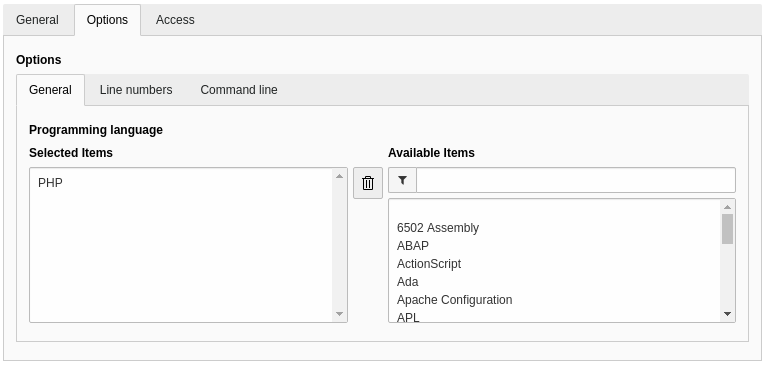 General Options Access
Options
General Line numbers Command line
Programming language
Selected Items Available Items
PHP
6502 Assembly
ABAP
ActionScript
Ada
Apache Configuration
APL